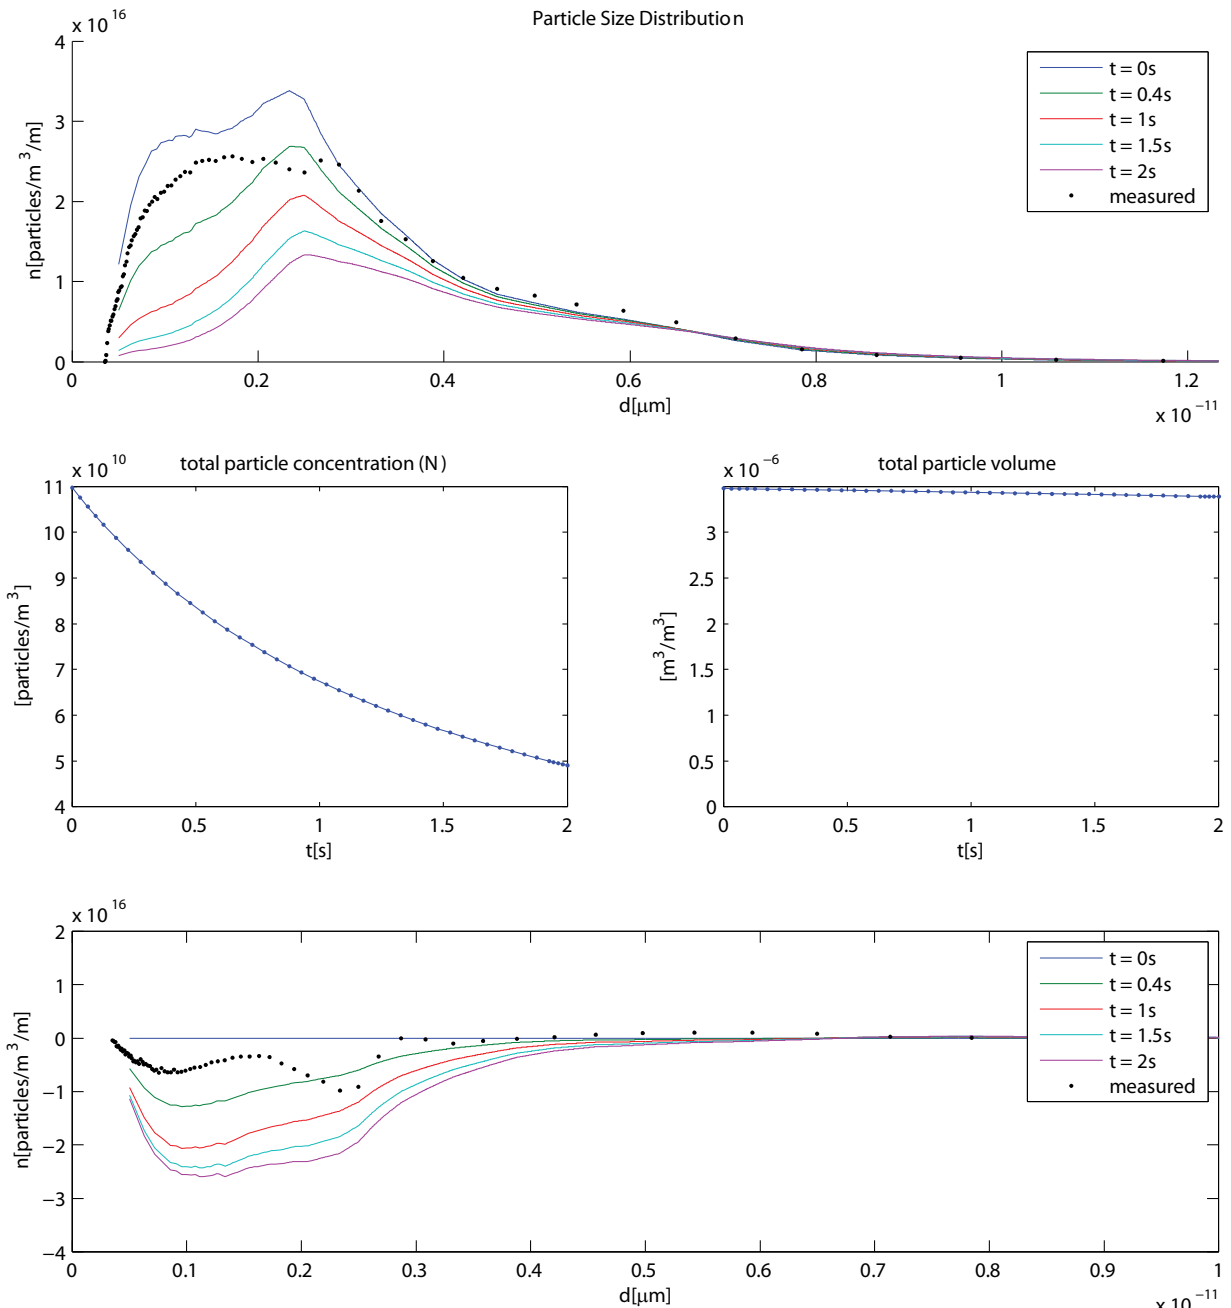 Particle Size Distribution
x 10^16
n[particles/m^3/m]
4
3
2
1
0
0 0.2 0.4 0.6 0.8 1 1.2
d[μm]
x 10^−11
t = 0s
t = 0.4s
t = 1s
t = 1.5s
t = 2s
measured
total particle concentration (N)
x 10^10
[particles/m^3]
11
10
9
8
7
6
5
4
0 0.5 1 1.5 2
t[s]
total particle volume
x 10^−6
[m^3/m^3]
3
2.5
2
1.5
1
0.5
0
0 0.5 1 1.5 2
t[s]
x 10^16
n[particles/m^3/m]
2
1
0
−1
−2
−3
−4
0 0.1 0.2 0.3 0.4 0.5 0.6 0.7 0.8 0.9 1
d[μm]
x 10^−11
t = 0s
t = 0.4s
t = 1s
t = 1.5s
t = 2s
measured